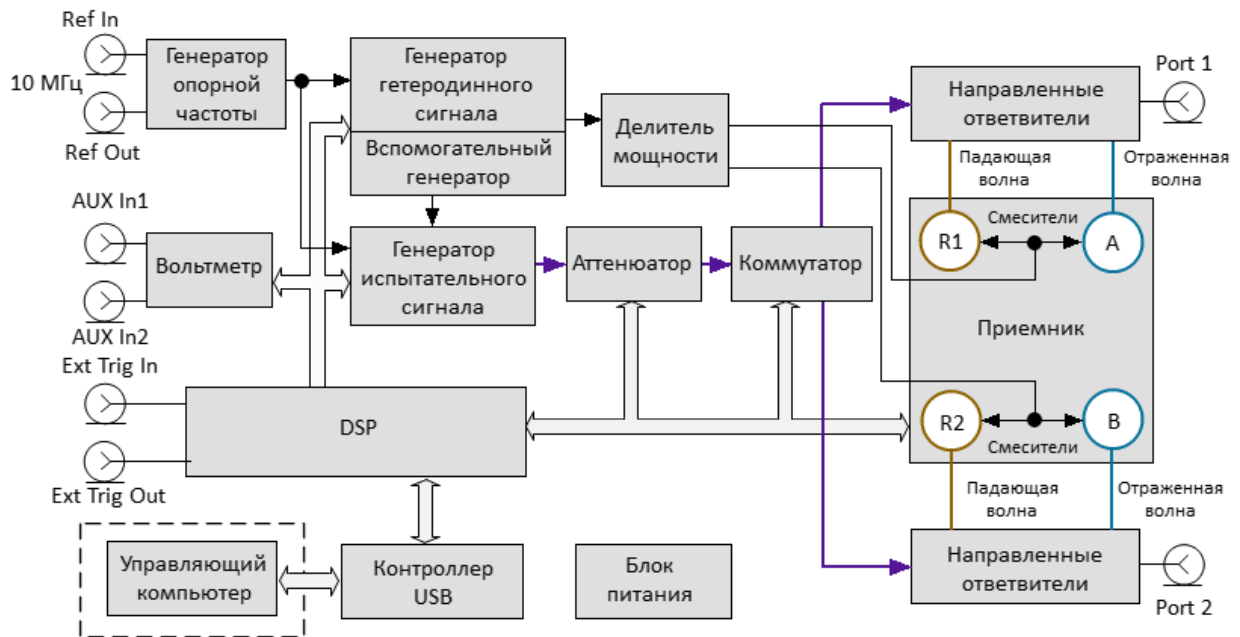 Ref In
10 МГц
Ref Out
Генератор
опорной
частоты
Генератор
гетеродинного
сигнала
Вспомогательный
генератор
Делитель
мощности
Направленные
ответвители
Port 1
Падающая
волна
Отраженная
волна
AUX In1
AUX In2
Вольтметр
Генератор
испытательного
сигнала
Аттенюатор
Коммутатор
R1
Смесители
A
Приемник
Ext Trig In
Ext Trig Out
DSP
R2
Смесители
B
Падающая
волна
Отраженная
волна
Управляющий
компьютер
Контроллер
USB
Блок
питания
Направленные
ответвители
Port 2